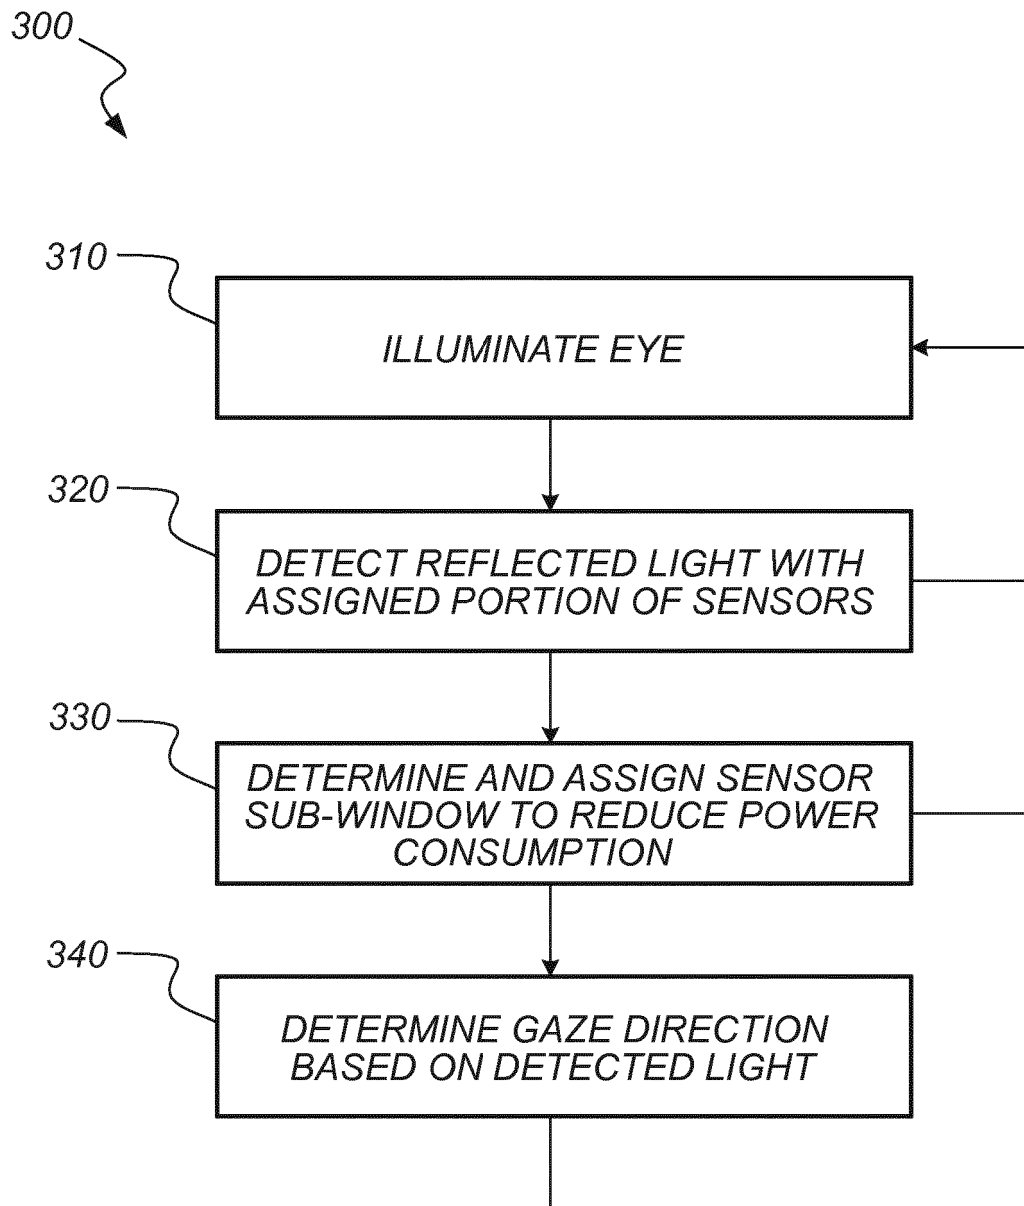 300
310
ILLUMINATE EYE
320
DETECT REFLECTED LIGHT WITH
ASSIGNED PORTION OF SENSORS
330
DETERMINE AND ASSIGN SENSOR
SUB-WINDOW TO REDUCE POWER
CONSUMPTION
340
DETERMINE GAZE DIRECTION
BASED ON DETECTED LIGHT